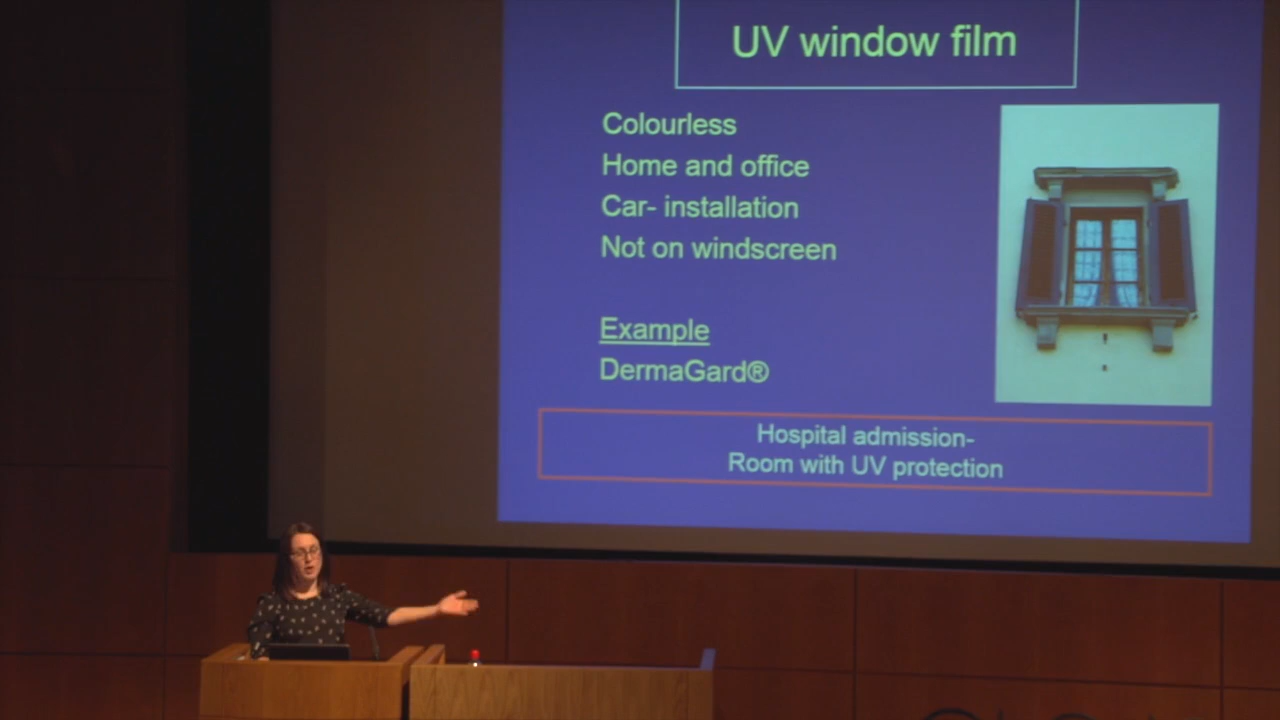 UV window film
Colourless
Home and office
Car- installation
Not on windscreen
Example
DermaGard®
Hospital admission-
Room with UV protection